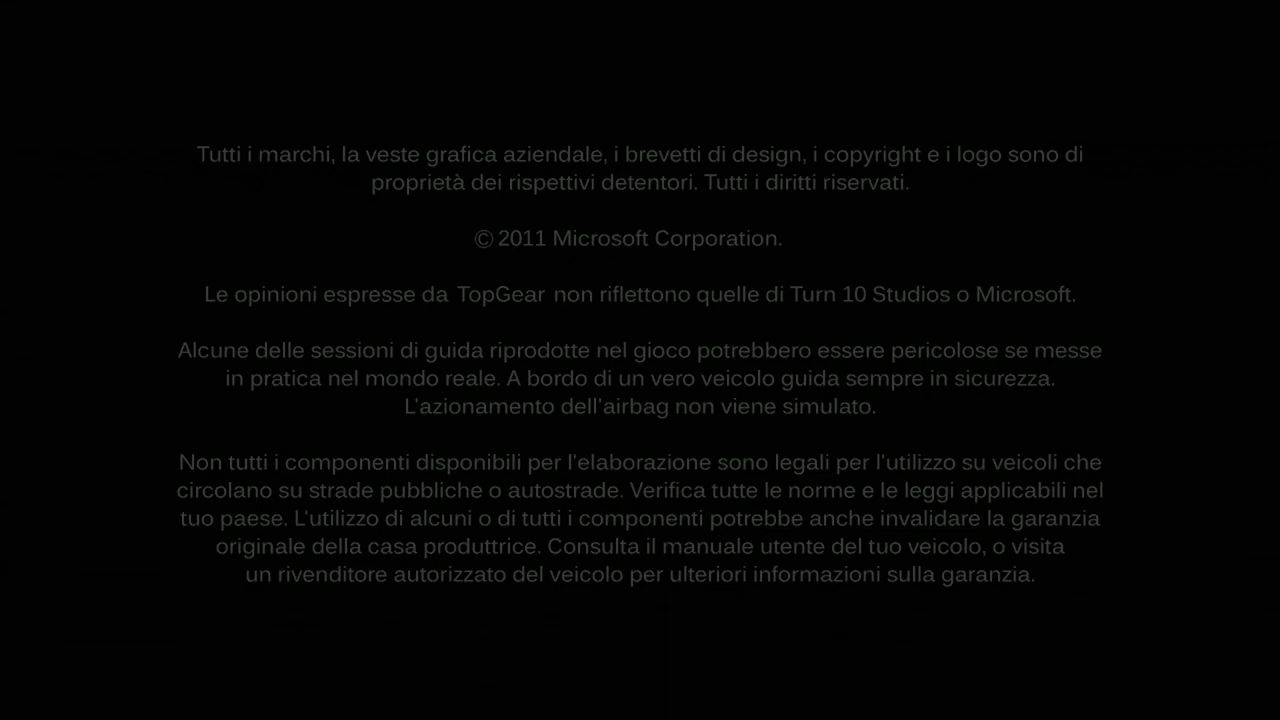 Tutti i marchi, la veste grafica aziendale, i brevetti di design, i copyright e i logo sono di
proprietà dei rispettivi detentori. Tutti i diritti riservati.
© 2011 Microsoft Corporation.
Le opinioni espresse da TopGear non riflettono quelle di Turn 10 Studios o Microsoft.
Alcune delle sessioni di guida riprodotte nel gioco potrebbero essere pericolose se messe
in pratica nel mondo reale. A bordo di un vero veicolo guida sempre in sicurezza.
L'azionamento dell'airbag non viene simulato.
Non tutti i componenti disponibili per l'elaborazione sono legali per l'utilizzo su veicoli che
circolano su strade pubbliche o autostrade. Verifica tutte le norme e le leggi applicabili nel
tuo paese. L'utilizzo di alcuni o di tutti i componenti potrebbe anche invalidare la garanzia
originale della casa produttrice. Consulta il manuale utente del tuo veicolo, o visita
un rivenditore autorizzato del veicolo per ulteriori informazioni sulla garanzia.